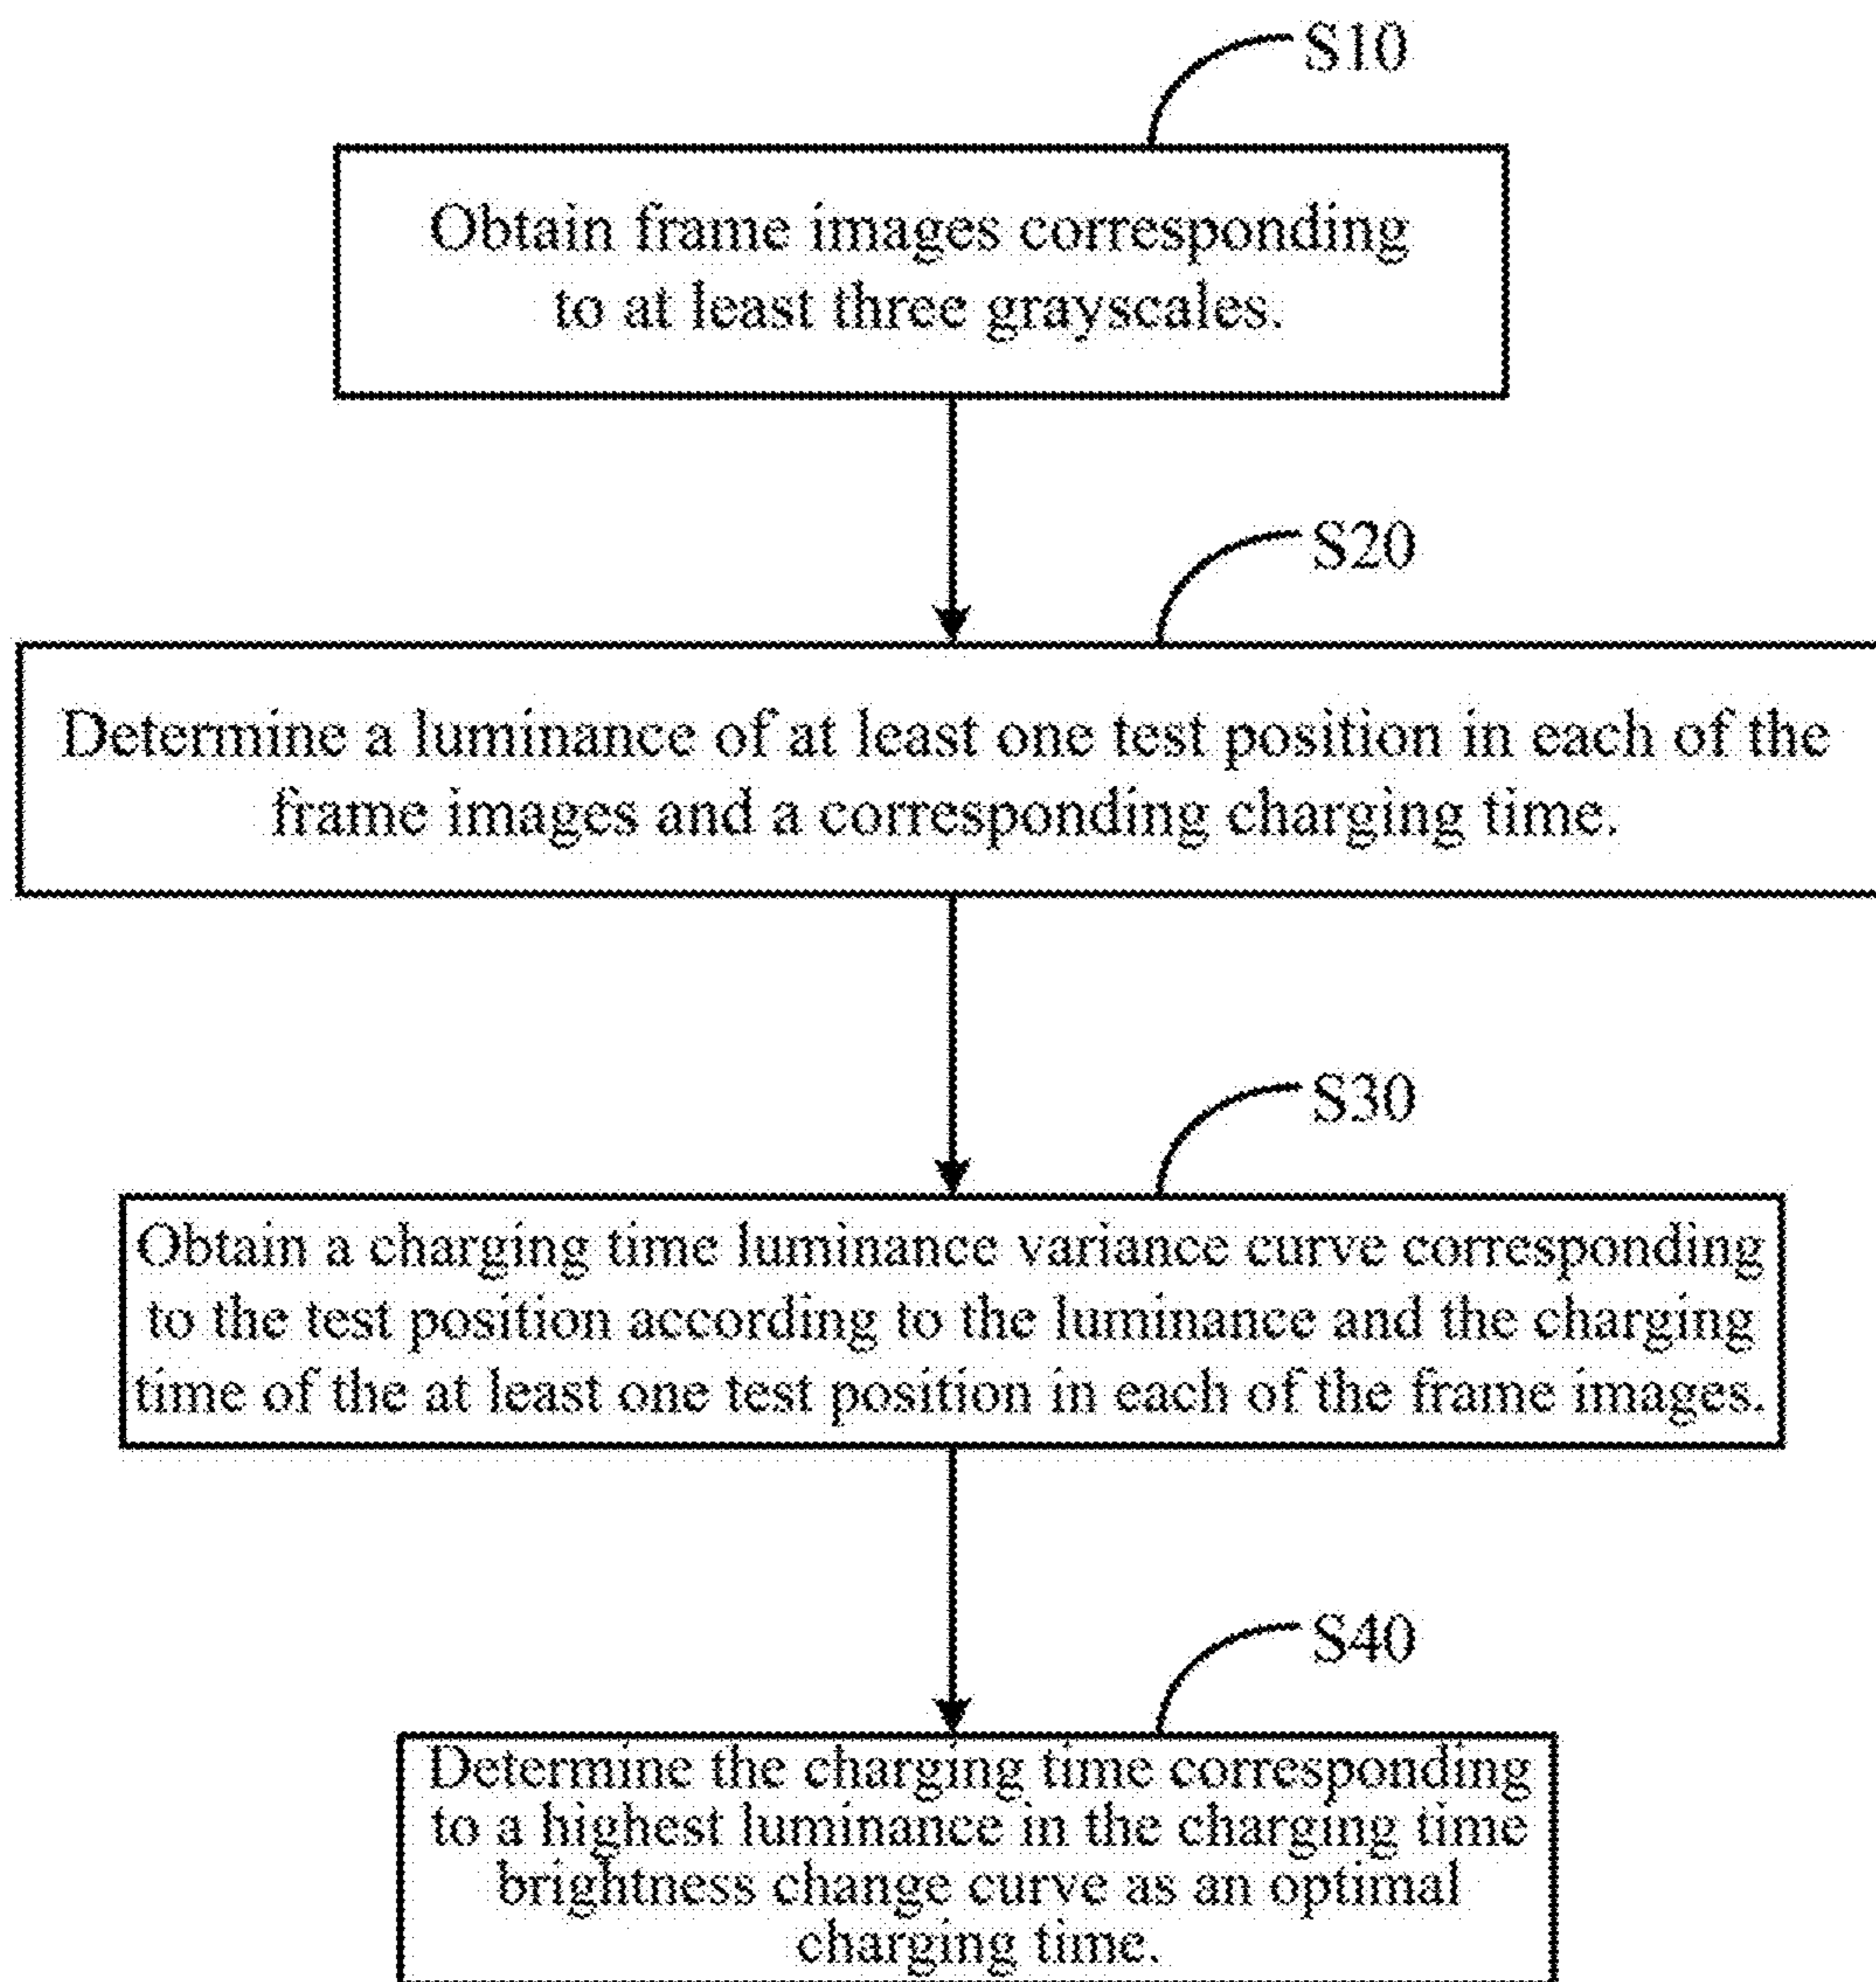 S10
Obtain frame images corresponding
to at least three grayscales.
S20
Determine a luminance of at least one test position in each of the
frame images and a corresponding charging time.
S30
Obtain a charging time luminance variance curve corresponding
to the test position according to the luminance and the charging
time of the at least one test position in each of the frame images.
S40
Determine the charging time corresponding
to a highest luminance in the charging time
brightness change curve as an optimal
charging time.